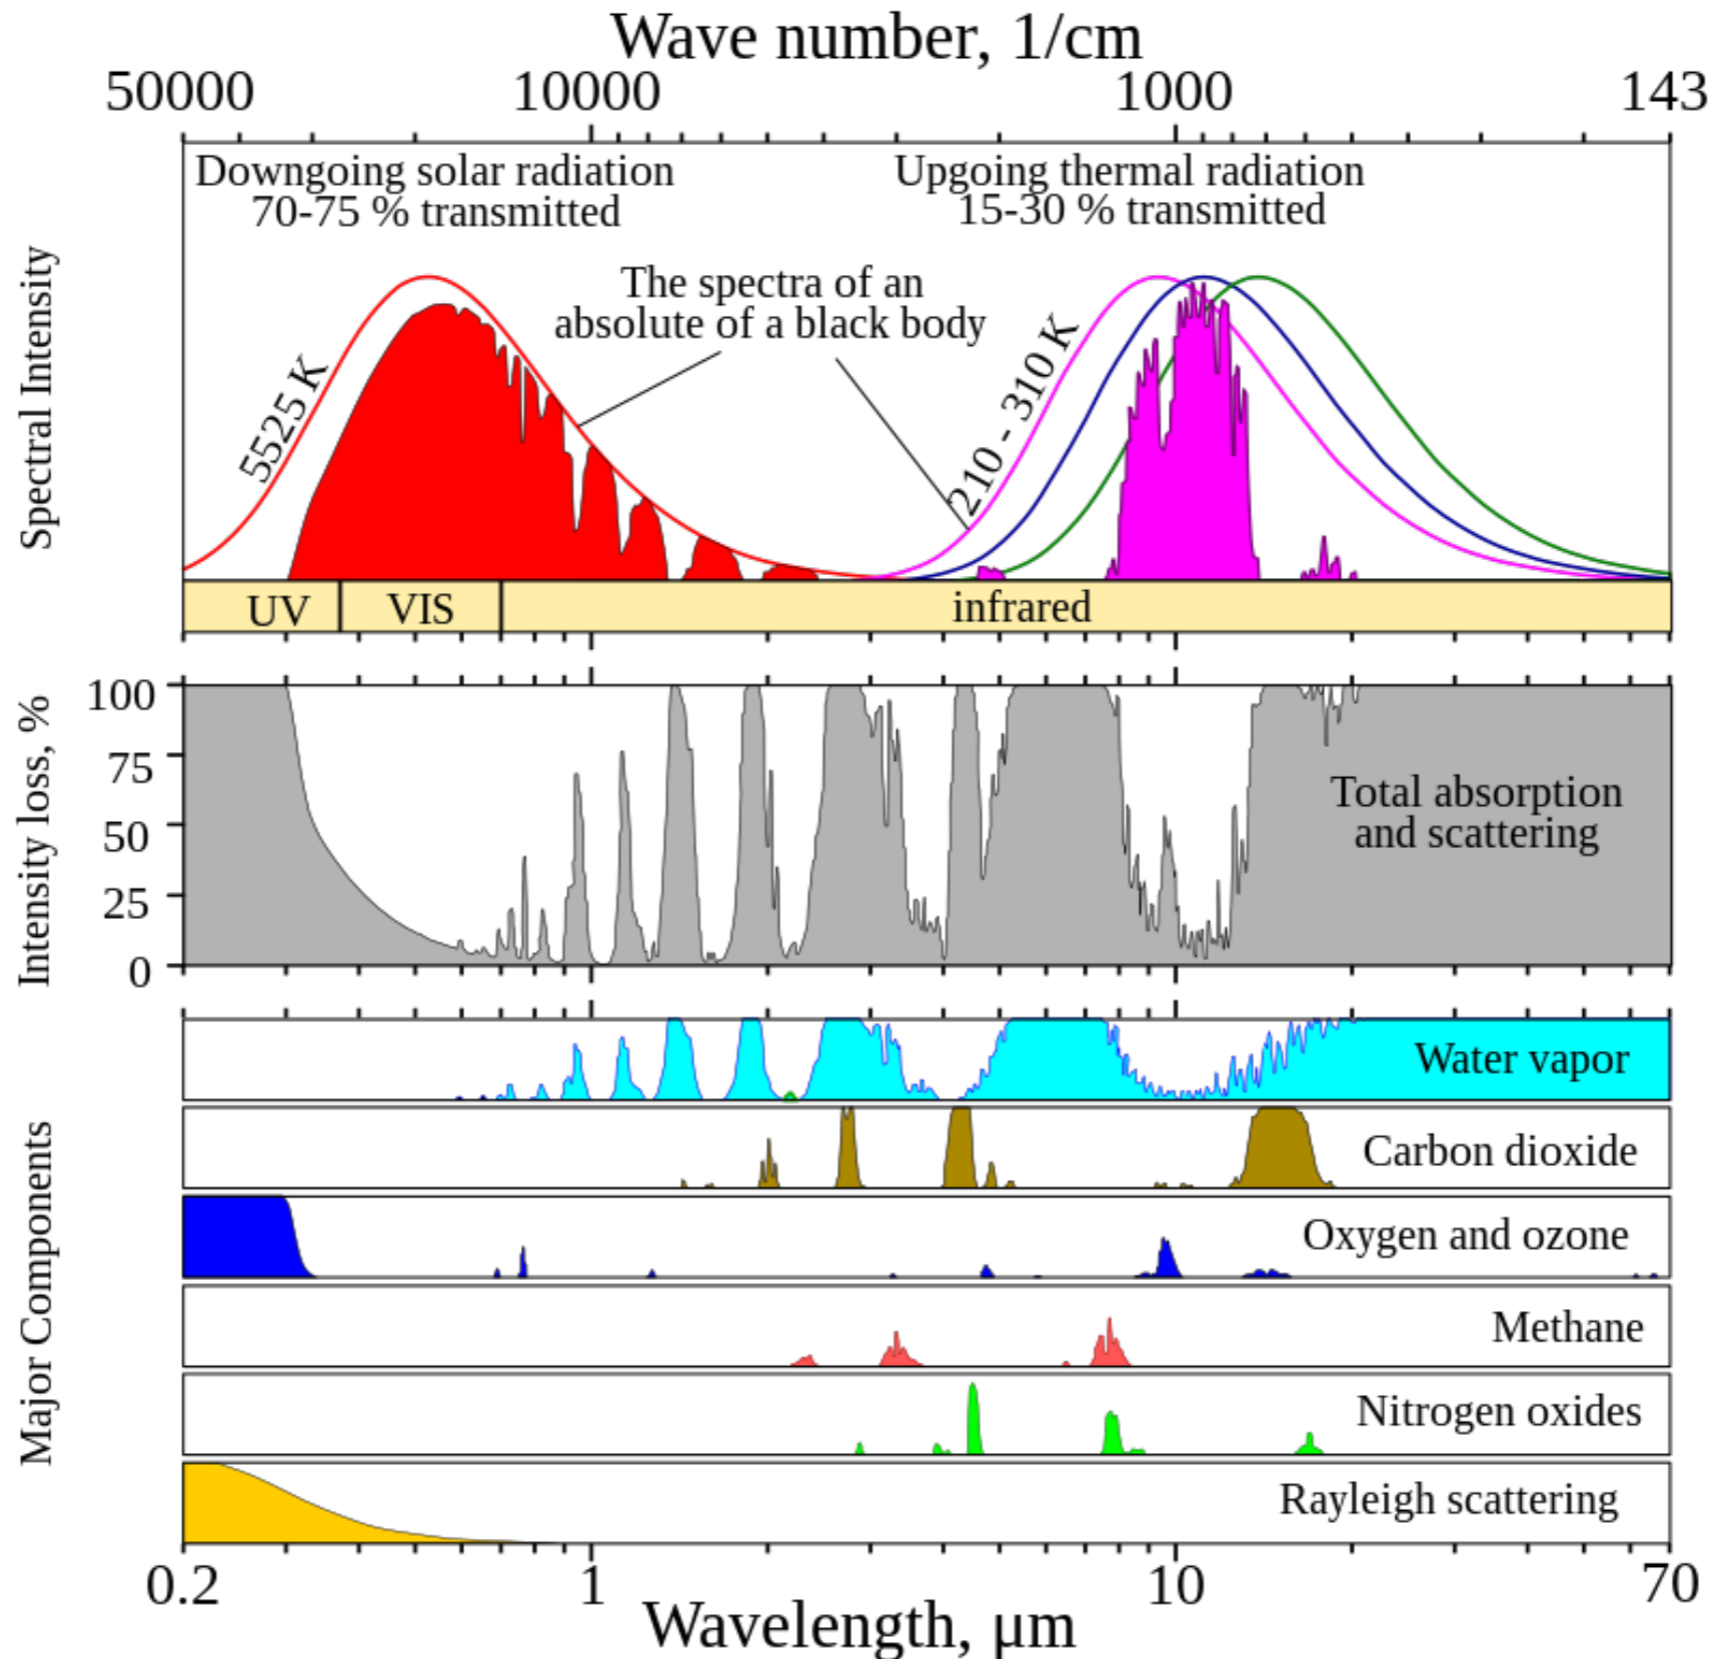 Wave number, 1/cm
50000 10000 1000 143
Downgoing solar radiation
70-75 % transmitted
Upgoing thermal radiation
15-30 % transmitted
The spectra of an
absolute of a black body
5525 K
210 - 310 K
Spectral Intensity
UV VIS infrared
Intensity loss, %
100
75
50
25
0
Total absorption
and scattering
Major Components
Water vapor
Carbon dioxide
Oxygen and ozone
Methane
Nitrogen oxides
Rayleigh scattering
0.2 1 10 70
Wavelength, μm